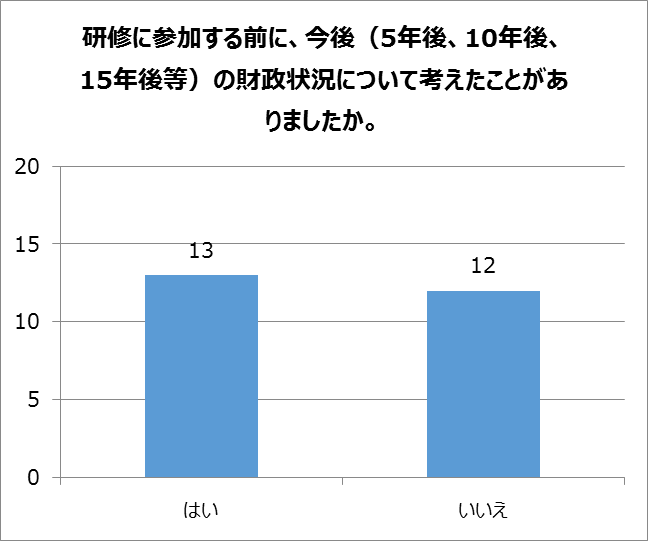 研修に参加する前に、今後（5年後、10年後、
15年後等）の財政状況について考えたことがあ
りましたか。
20
15
10
5
0
13
12
はい
いいえ